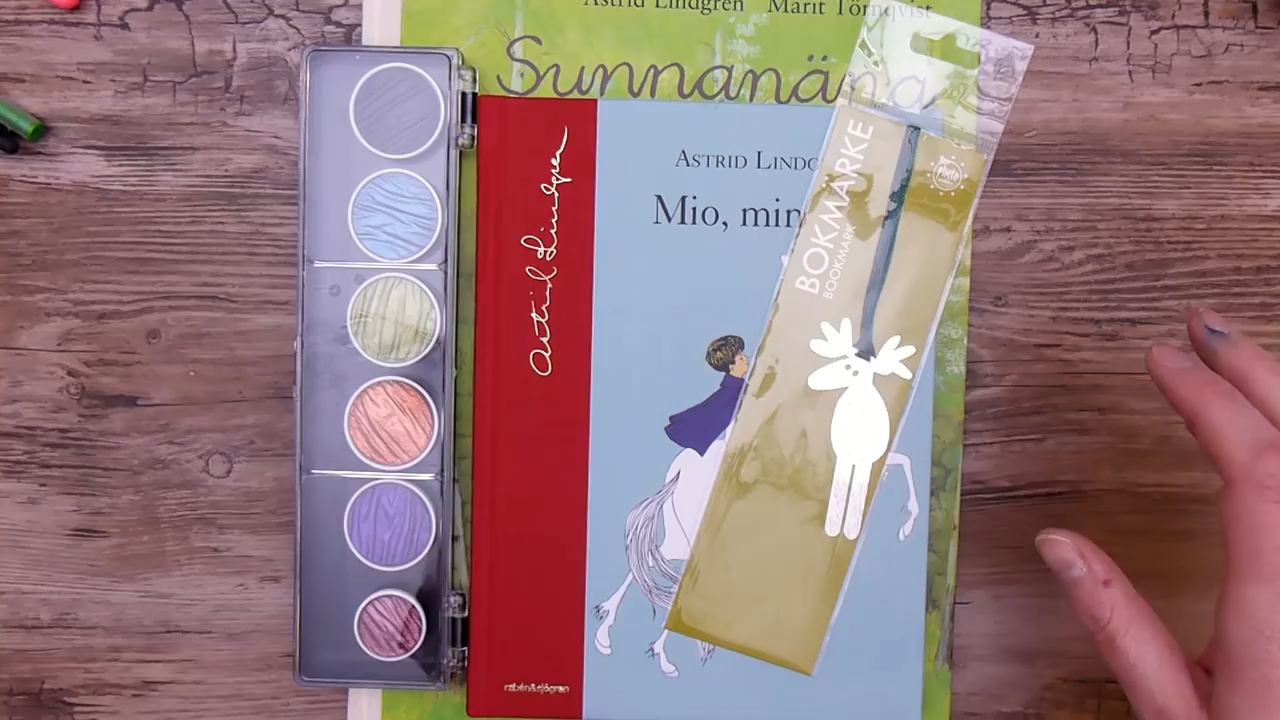 Astrid Lindgren Marit Törnqvist
Sunnanäng
Astrid Lindgren
ASTRID LINDG
Mio, min
BOKMÄRKE
BOOKMARK
rabén&sjögren